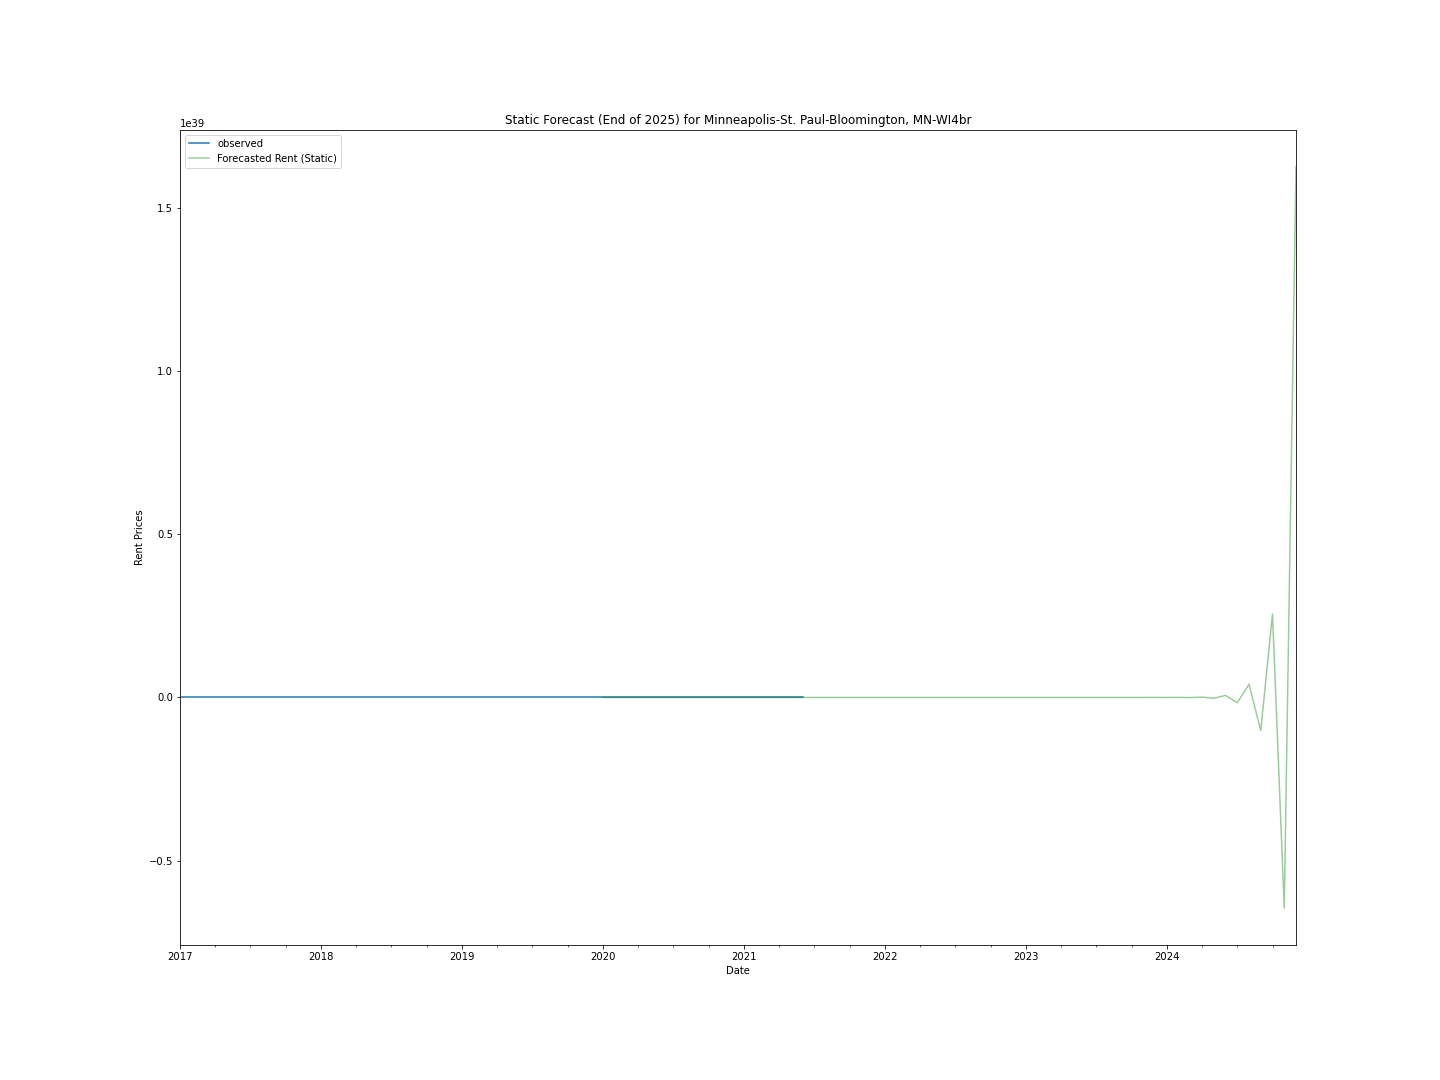 Static Forecast (End of 2025) for Minneapolis-St. Paul-Bloomington, MN-WI4br
1e39
observed
Forecasted Rent (Static)
1.5
1.0
0.5
0.0
−0.5
Rent Prices
2017 2018 2019 2020 2021 2022 2023 2024
Date